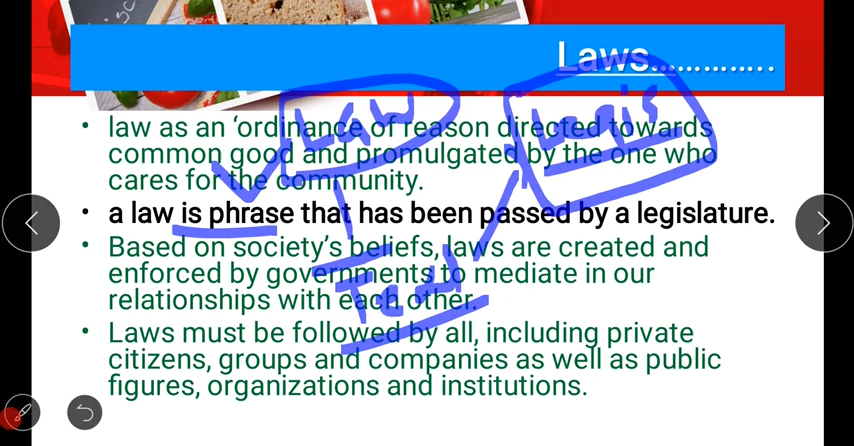 isc
Laws.............
• law as an ‘ordinance of reason directed towards
common good and promulgated by the one who
cares for the community.
• a law is phrase that has been passed by a legislature.
• Based on society’s beliefs, laws are created and
enforced by governments to mediate in our
relationships with each other.
• Laws must be followed by all, including private
citizens, groups and companies as well as public
figures, organizations and institutions.
Law
Legis